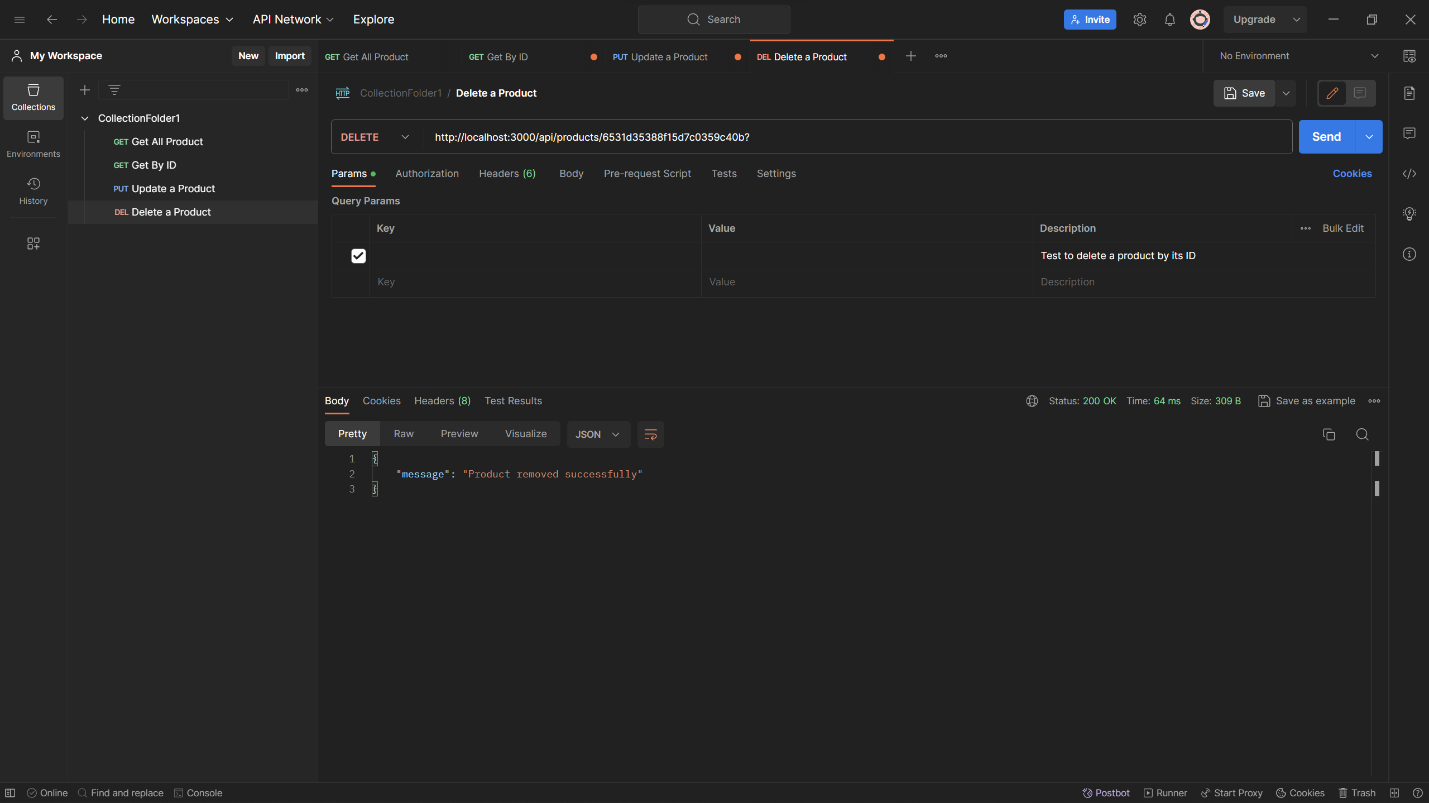 Home Workspaces API Network Explore Search Invite Upgrade
My Workspace New Import GET Get All Product GET Get By ID PUT Update a Product DEL Delete a Product No Environment
Collections
Environments
History
CollectionFolder1
GET Get All Product
GET Get By ID
PUT Update a Product
DEL Delete a Product
HTTP CollectionFolder1 / Delete a Product Save
DELETE http://localhost:3000/api/products/6531d35388f15d7c0359c40b? Send
Params Authorization Headers (6) Body Pre-request Script Tests Settings Cookies
Query Params
Key Value Description Bulk Edit
Test to delete a product by its ID
Key Value Description
Body Cookies Headers (8) Test Results Status: 200 OK Time: 64 ms Size: 309 B Save as example
Pretty Raw Preview Visualize JSON
1 {
2 "message": "Product removed successfully"
3 }
Online Find and replace Console Postbot Runner Start Proxy Cookies Trash